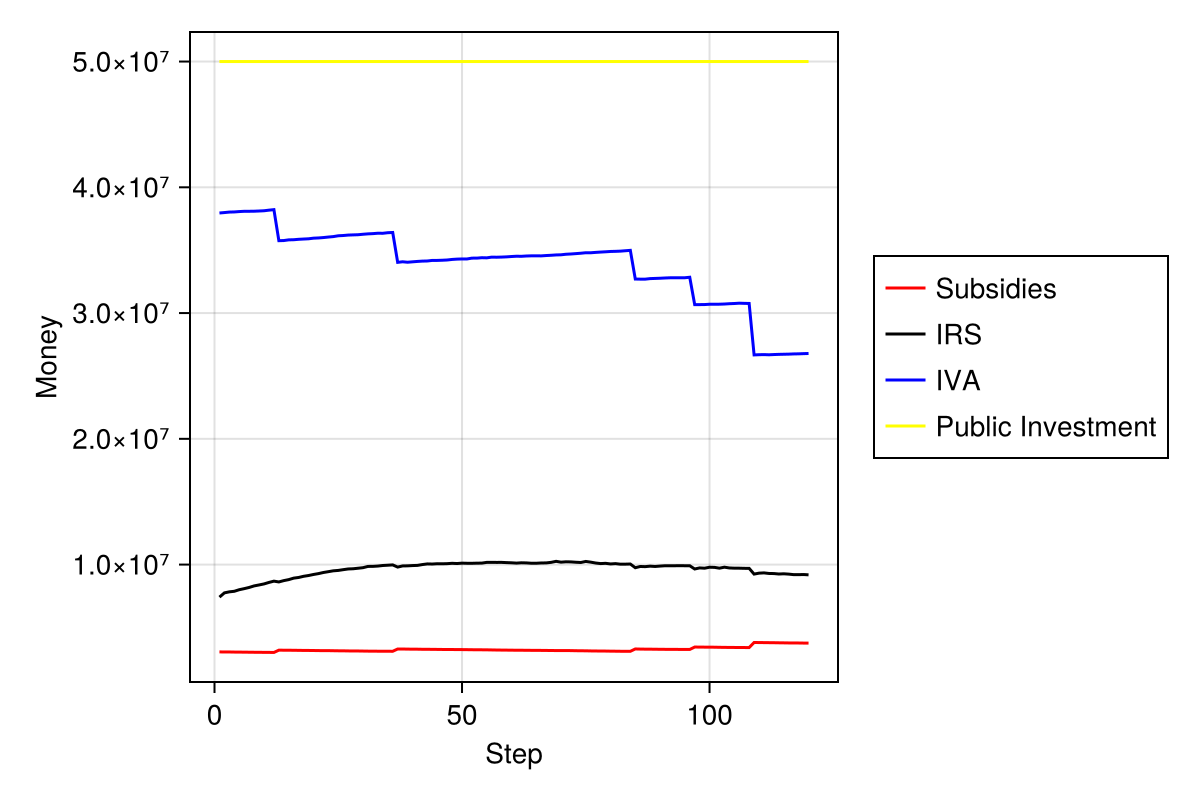 5.0×10⁷
4.0×10⁷
3.0×10⁷
2.0×10⁷
1.0×10⁷
Money
0
50
100
Step
Subsidies
IRS
IVA
Public Investment